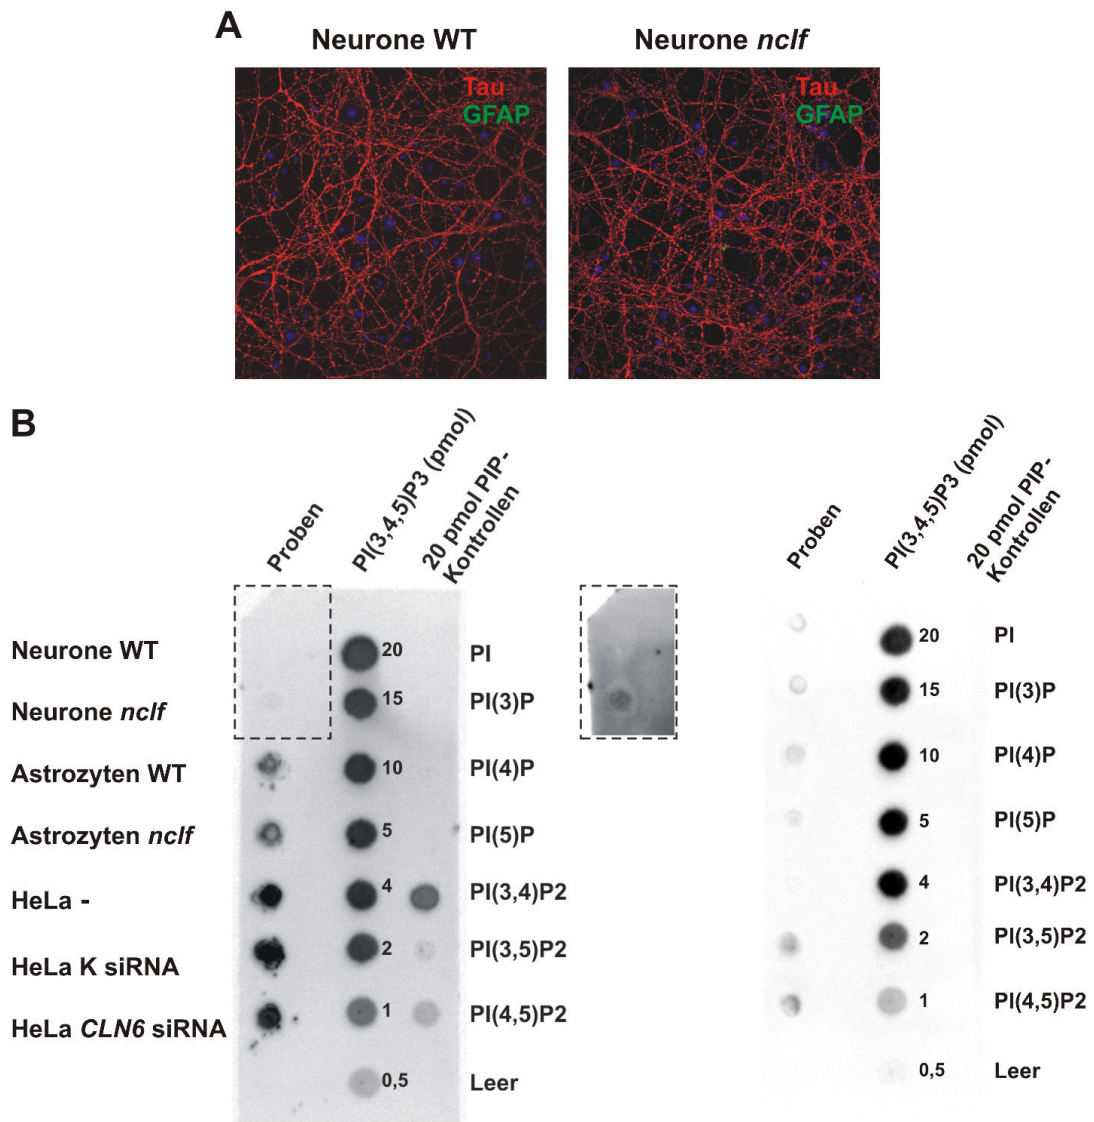 A
Neurone WT
Neurone nclf
Tau
GFAP
Tau
GFAP
B
Proben
PI(3,4,5)P3 (pmol)
20 pmol PIP-
Kontrollen
Proben
PI(3,4,5)P3 (pmol)
20 pmol PIP-
Kontrollen
Neurone WT
20
PI
20
PI
Neurone nclf
15
PI(3)P
15
PI(3)P
Astrozyten WT
10
PI(4)P
10
PI(4)P
Astrozyten nclf
5
PI(5)P
5
PI(5)P
HeLa -
4
PI(3,4)P2
4
PI(3,4)P2
HeLa K siRNA
2
PI(3,5)P2
2
PI(3,5)P2
HeLa CLN6 siRNA
1
PI(4,5)P2
1
PI(4,5)P2
0,5
Leer
0,5
Leer